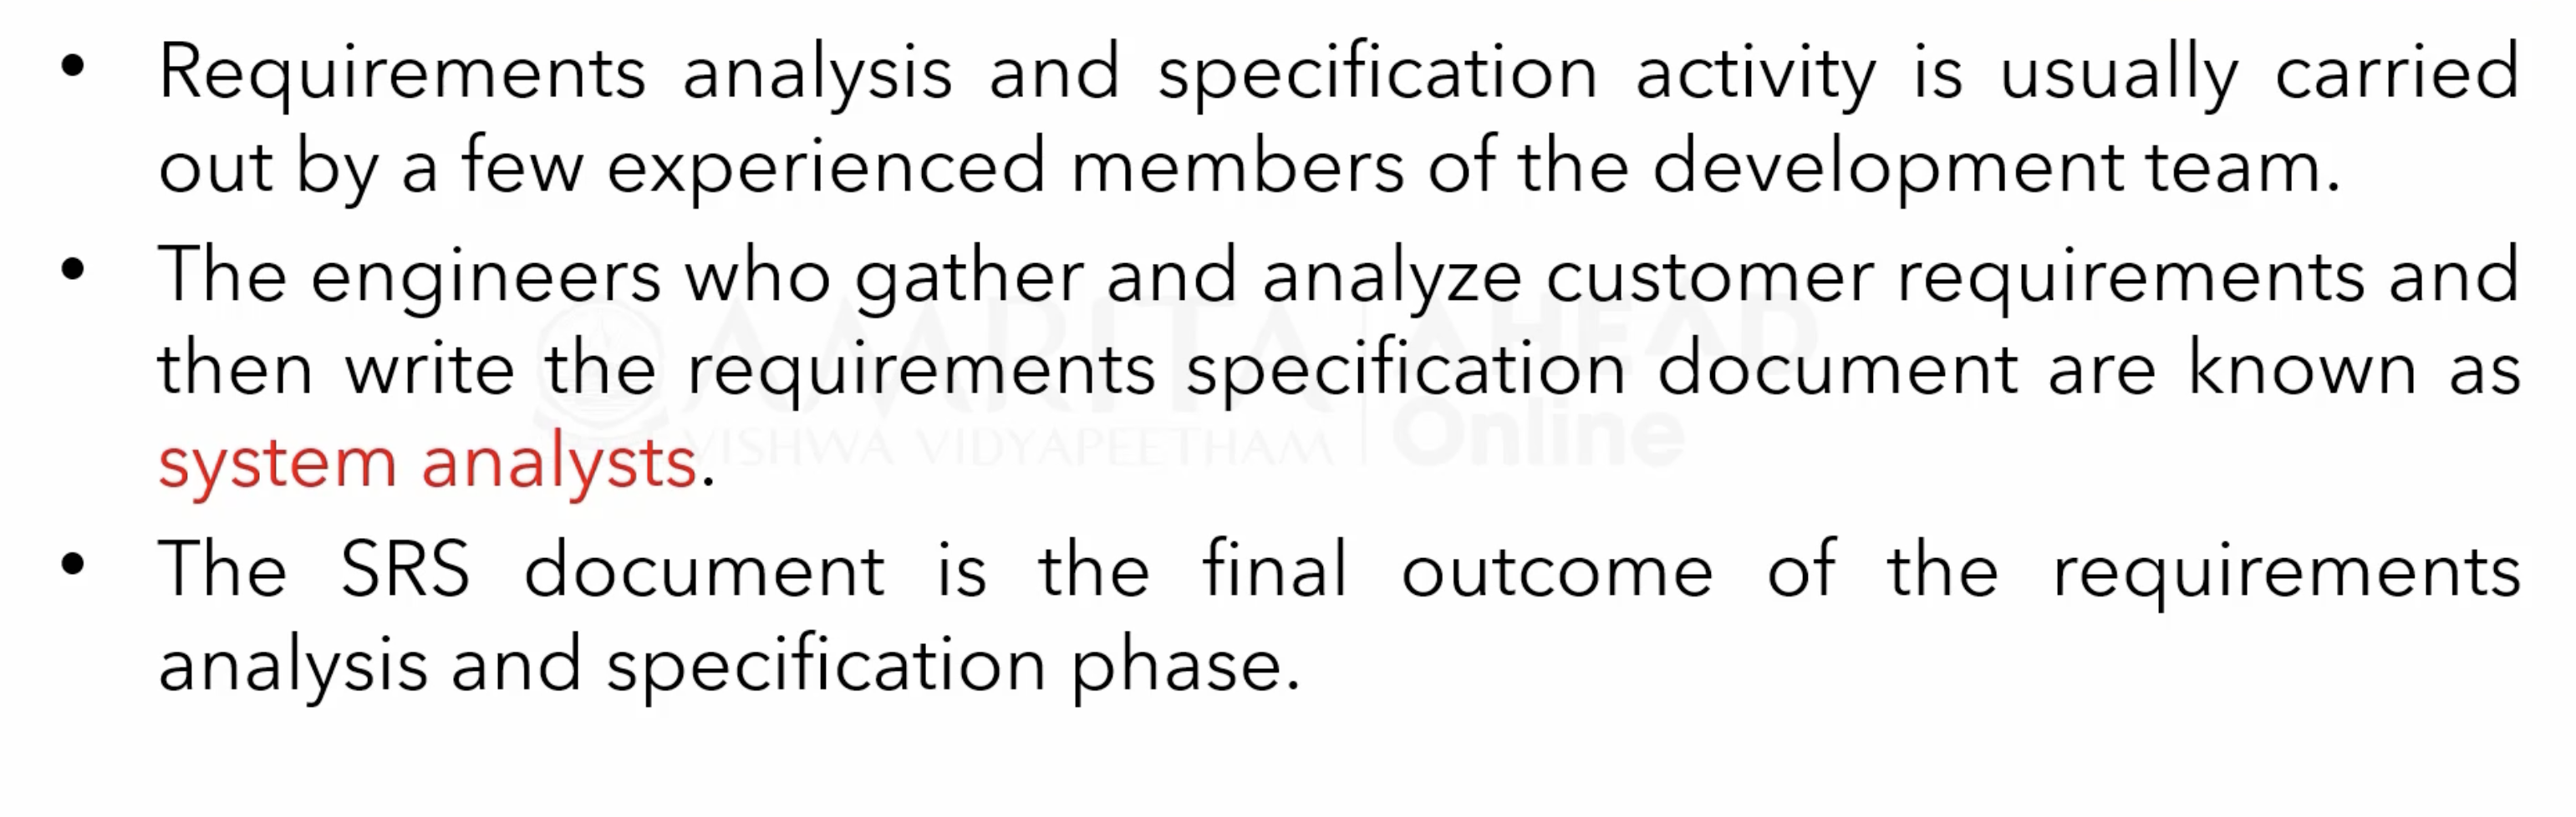 • Requirements analysis and specification activity is usually carried
out by a few experienced members of the development team.
• The engineers who gather and analyze customer requirements and
then write the requirements specification document are known as
system analysts.
AMRITA VISHWA VIDYAPEETHAM
AHEAD Online
• The SRS document is the final outcome of the requirements
analysis and specification phase.